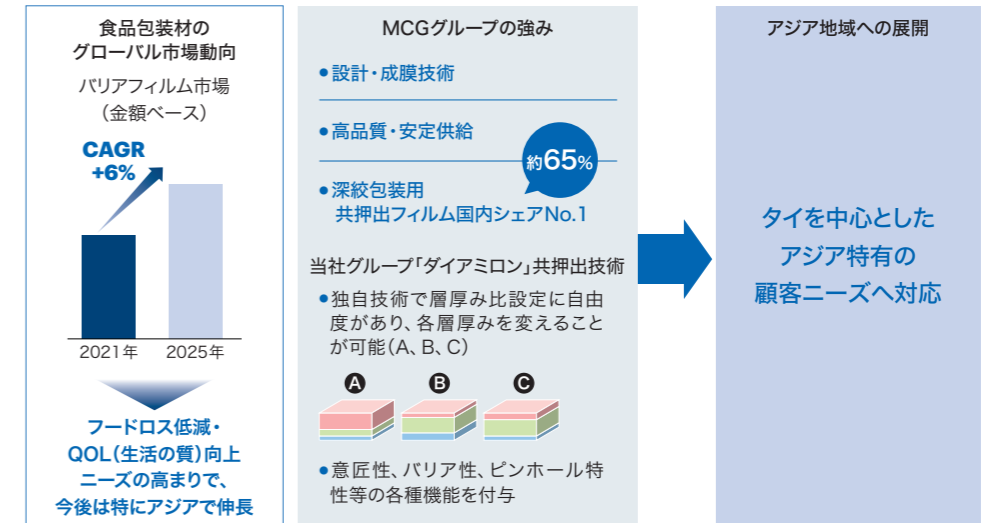 食品包装材の
グローバル市場動向
バリアフィルム市場
（金額ベース）
CAGR
+6%
2021年
2025年
フードロス低減・
QOL（生活の質）向上
ニーズの高まりで、
今後は特にアジアで伸長
MCGグループの強み
●設計・成膜技術
●高品質・安定供給
約65%
●深絞包装用
共押出フィルム国内シェアNo.1
当社グループ「ダイアミロン」共押出技術
●独自技術で層厚み比設定に自由
度があり、各層厚みを変えること
が可能（A、B、C）
A
B
C
●意匠性、バリア性、ピンホール特
性等の各種機能を付与
アジア地域への展開
タイを中心とした
アジア特有の
顧客ニーズへ対応